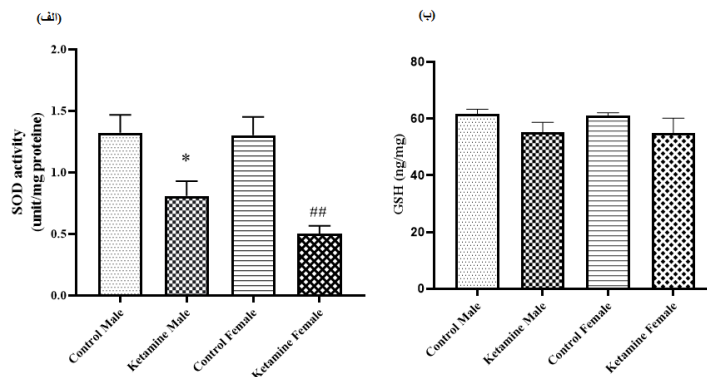 (الف)
SOD activity
(unit/mg proteine)
2.0
1.5
1.0
0.5
0.0
*
##
Control Male
Ketamine Male
Control Female
Ketamine Female
(ب)
GSH (ng/mg)
80
60
40
20
0
Control Male
Ketamine Male
Control Female
Ketamine Female